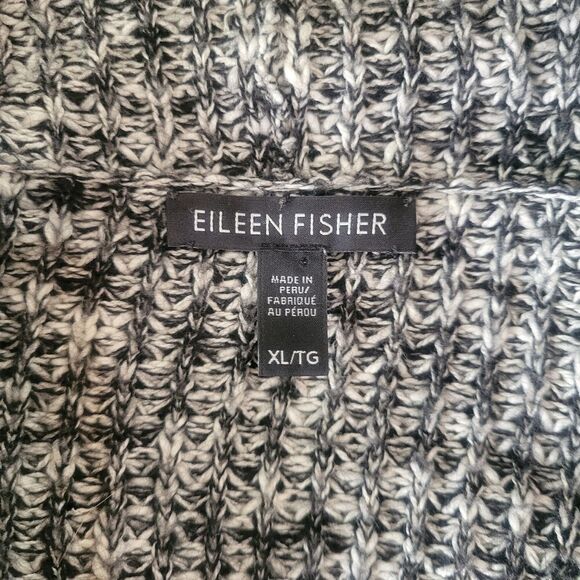 EILEEN FISHER
MADE IN
PERU/
FABRIQUÉ
AU PÉROU
XL/TG